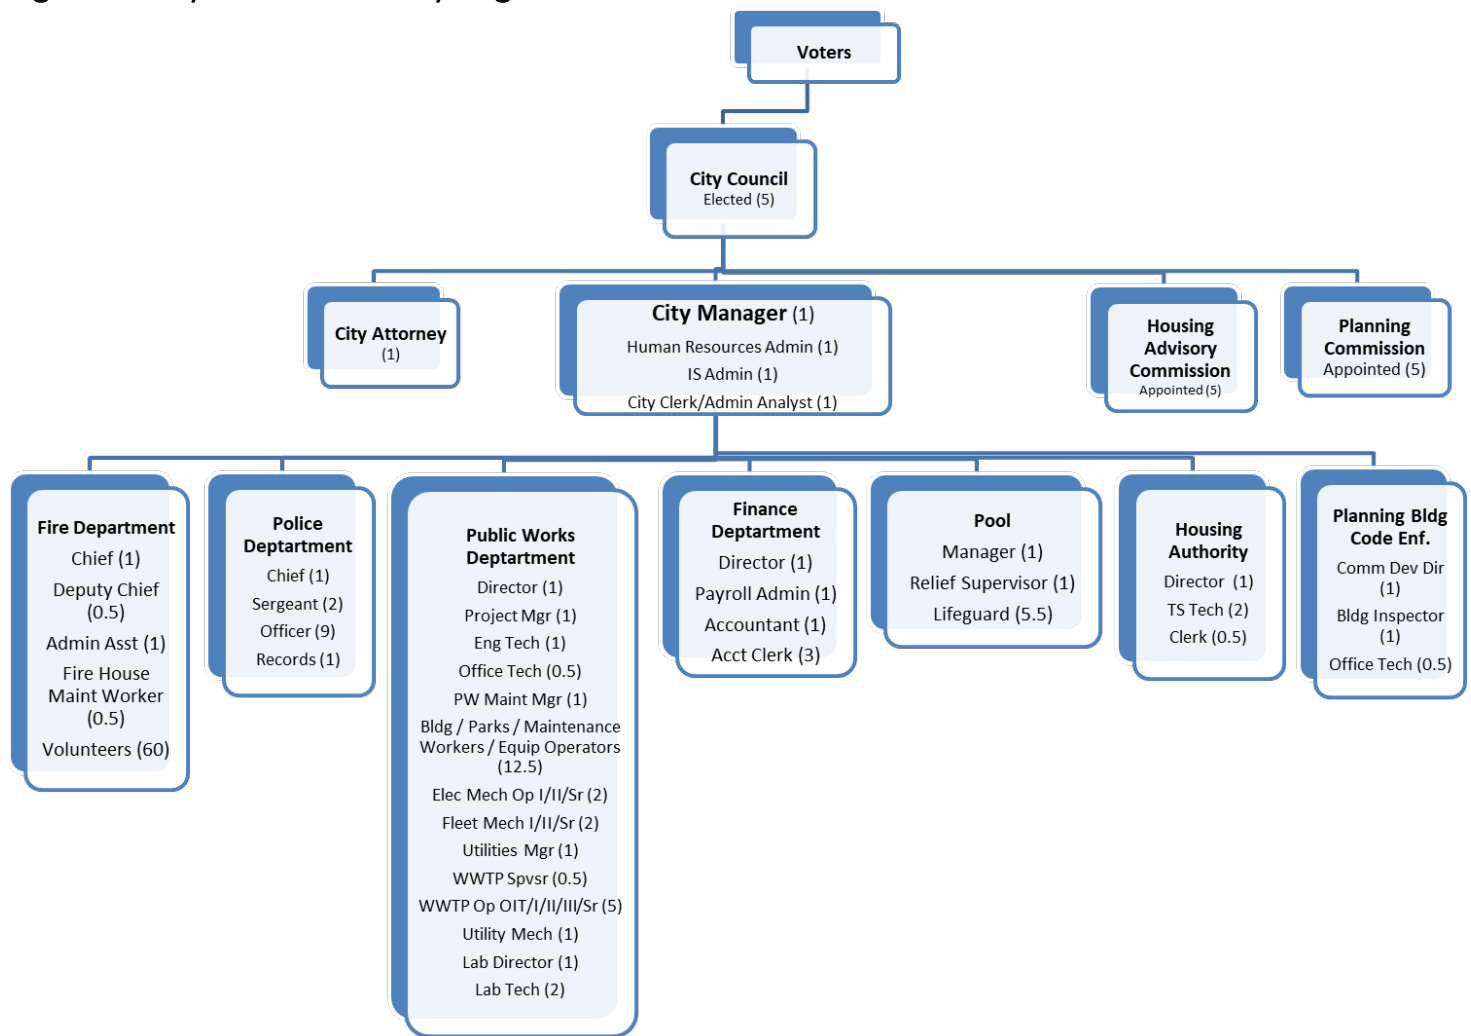 Voters
City Council
Elected (5)
City Attorney
(1)
City Manager (1)
Human Resources Admin (1)
IS Admin (1)
City Clerk/Admin Analyst (1)
Housing
Advisory
Commission
Appointed (5)
Planning
Commission
Appointed (5)
Fire Department
Chief (1)
Deputy Chief
(0.5)
Admin Asst (1)
Fire House
Maint Worker
(0.5)
Volunteers (60)
Police
Deptartment
Chief (1)
Sergeant (2)
Officer (9)
Records (1)
Public Works
Deptartment
Director (1)
Project Mgr (1)
Eng Tech (1)
Office Tech (0.5)
PW Maint Mgr (1)
Bldg / Parks / Maintenance
Workers / Equip Operators
(12.5)
Elec Mech Op I/II/Sr (2)
Fleet Mech I/II/Sr (2)
Utilities Mgr (1)
WWTP Spvsr (0.5)
WWTP Op OIT/I/II/III/Sr (5)
Utility Mech (1)
Lab Director (1)
Lab Tech (2)
Finance
Deptartment
Director (1)
Payroll Admin (1)
Accountant (1)
Acct Clerk (3)
Pool
Manager (1)
Relief Supervisor (1)
Lifeguard (5.5)
Housing
Authority
Director (1)
TS Tech (2)
Clerk (0.5)
Planning Bldg
Code Enf.
Comm Dev Dir
(1)
Bldg Inspector
(1)
Office Tech (0.5)